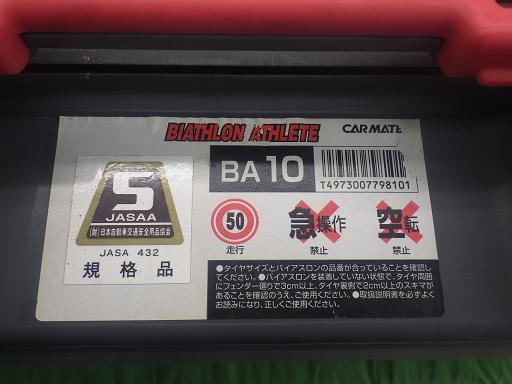 BIATHLON ATHLETE
CARMATE
BA10
T4973007798101
S
JASAA
(財)日本自動車交通安全用品協会
JASA 432
規格品
50
走行
急操作
禁止
空転
禁止
●タイヤサイズとバイアスロンの品番が合っていることを確認し
てください。●バイアスロンを装着していない状態で、タイヤ周囲
にフェンダー廻りで3cm以上、タイヤ裏側で2cm以上のスキマが
あることを確認のうえ、ご使用ください。●取扱説明書を必ずよく
お読みになり、正しくご使用ください。